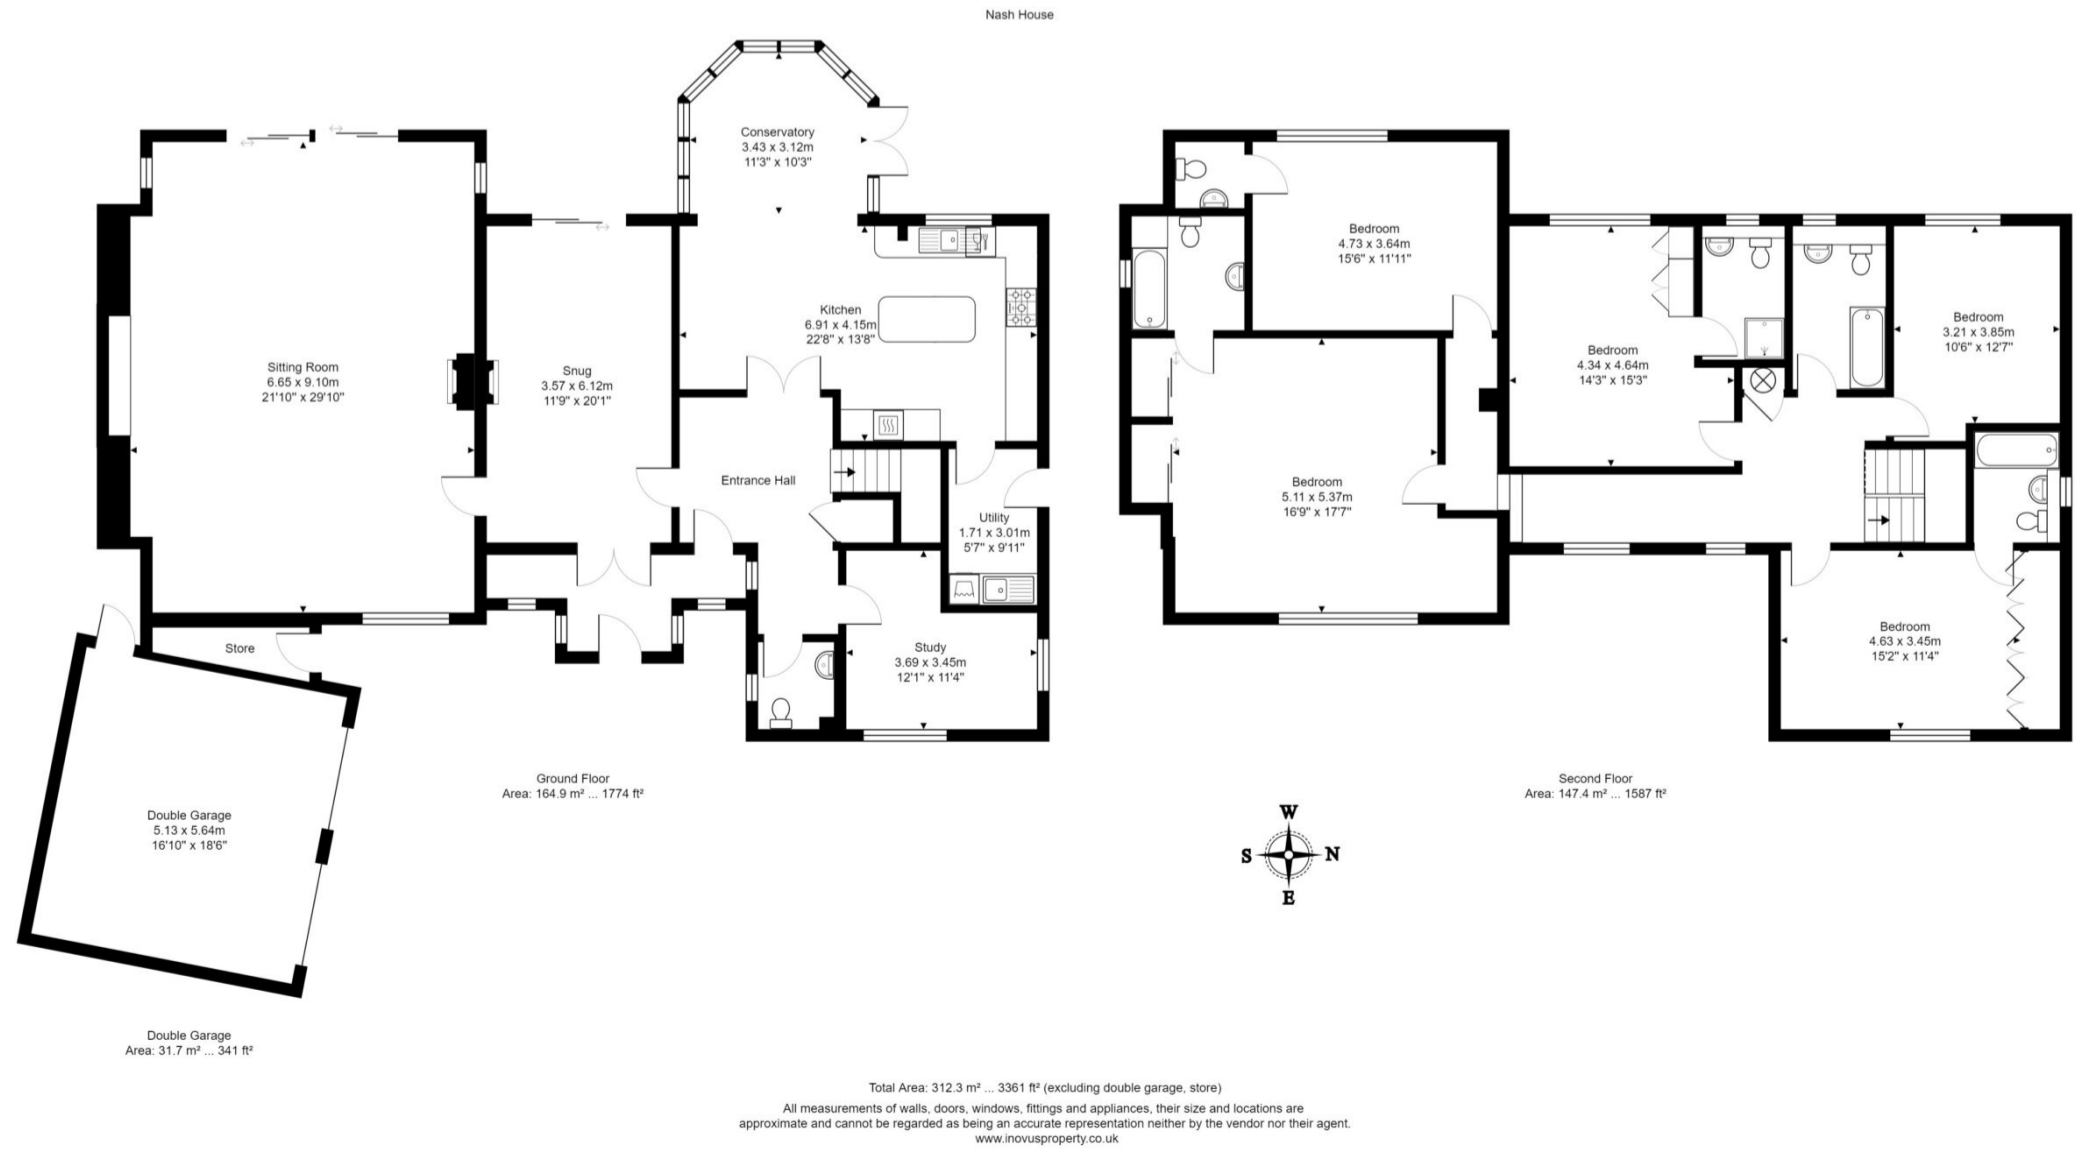 Nash House
Conservatory
3.43 x 3.12m
11'3" x 10'3"
Kitchen
6.91 x 4.15m
22'8" x 13'8"
Sitting Room
6.65 x 9.10m
21'10" x 29'10"
Snug
3.57 x 6.12m
11'9" x 20'1"
Entrance Hall
Utility
1.71 x 3.01m
5'7" x 9'11"
Study
3.69 x 3.45m
12'1" x 11'4"
Store
Double Garage
5.13 x 5.64m
16'10" x 18'6"
Ground Floor
Area: 164.9 m² ... 1774 ft²
Double Garage
Area: 31.7 m² ... 341 ft²
Bedroom
4.73 x 3.64m
15'6" x 11'11"
Bedroom
4.34 x 4.64m
14'3" x 15'3"
Bedroom
3.21 x 3.85m
10'6" x 12'7"
Bedroom
5.11 x 5.37m
16'9" x 17'7"
Bedroom
4.63 x 3.45m
15'2" x 11'4"
Second Floor
Area: 147.4 m² ... 1587 ft²
W
S N
E
Total Area: 312.3 m² ... 3361 ft² (excluding double garage, store)
All measurements of walls, doors, windows, fittings and appliances, their size and locations are
approximate and cannot be regarded as being an accurate representation neither by the vendor nor their agent.
www.inovusproperty.co.uk